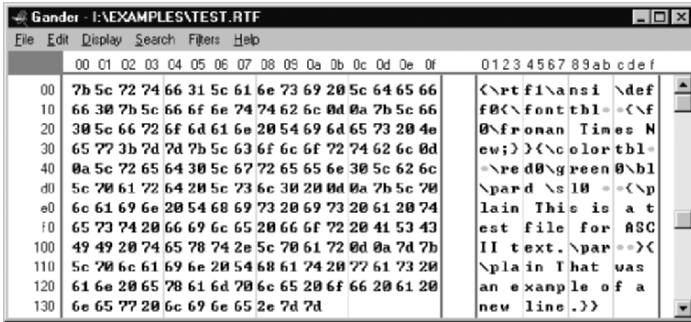 Gander - I:\EXAMPLES\TEST.RTF
File Edit Display Search Filters Help
00 01 02 03 04 05 06 07 08 09 0a 0b 0c 0d 0e 0f 0123 4567 89ab cdef
00 7b 5c 72 74 66 31 5c 61 6e 73 69 20 5c 64 65 66 {\rtf1\ansi \def
10 66 30 7b 5c 66 6f 6e 74 74 62 6c 0d 0a 7b 5c 66 f0{\fonttbl··{\f
20 30 5c 66 72 6f 6d 61 6e 20 54 69 6d 65 73 20 4e 0\froman Times N
30 65 77 3b 7d 7d 7b 5c 63 6f 6c 6f 72 74 62 6c 0d ew;}}{\colortbl·
40 0a 5c 72 65 64 30 5c 67 72 65 65 6e 30 5c 62 6c ·\red0\green0\bl
d0 5c 70 61 72 64 20 5c 73 6c 30 20 0d 0a 7b 5c 70 \pard \sl0 ··{\p
e0 6c 61 69 6e 20 54 68 69 73 20 69 73 20 61 20 74 lain This is a t
f0 65 73 74 20 66 69 6c 65 20 66 6f 72 20 41 53 43 est file for ASC
100 49 49 20 74 65 78 74 2e 5c 70 61 72 0d 0a 7d 7b II text.\par··}{
110 5c 70 6c 61 69 6e 20 54 68 61 74 20 77 61 73 20 \plain That was
120 61 6e 20 65 78 61 6d 70 6c 65 20 6f 66 20 61 20 an example of a
130 6e 65 77 20 6c 69 6e 65 2e 7d 7d new line.}}